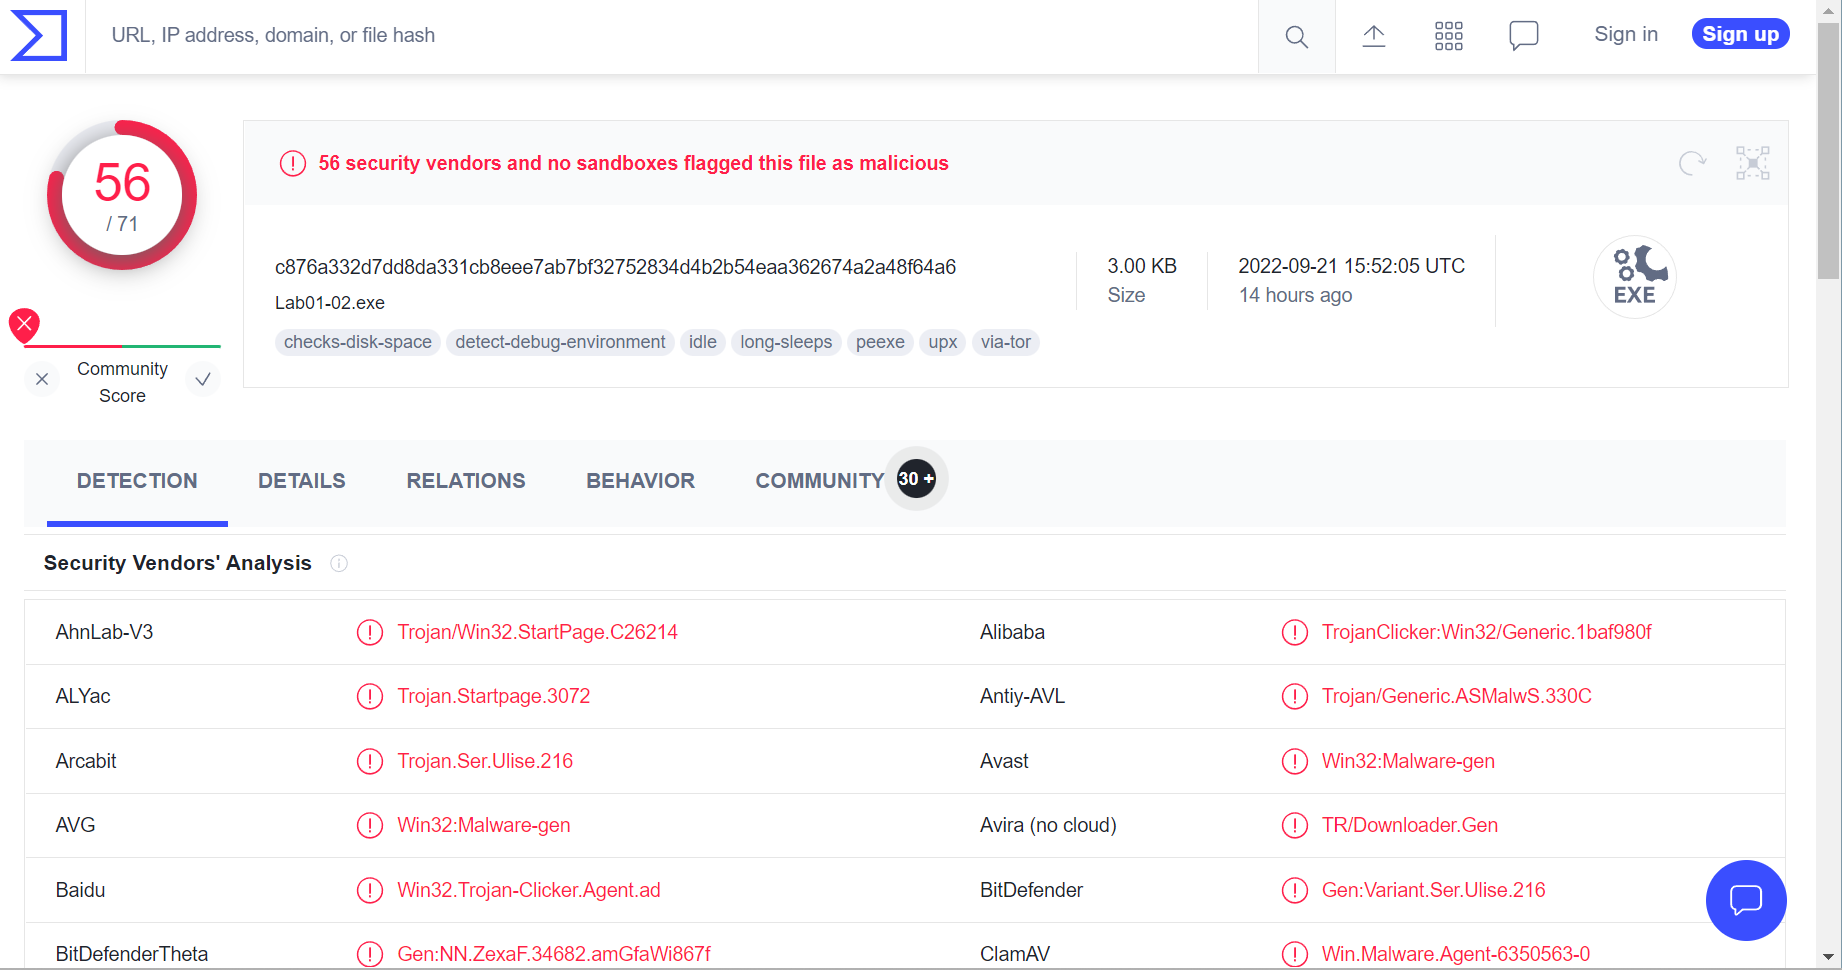 URL, IP address, domain, or file hash
Sign in
Sign up
56
/ 71
56 security vendors and no sandboxes flagged this file as malicious
c876a332d7dd8da331cb8eee7ab7bf32752834d4b2b54eaa362674a2a48f64a6
Lab01-02.exe
3.00 KB
Size
2022-09-21 15:52:05 UTC
14 hours ago
EXE
checks-disk-space detect-debug-environment idle long-sleeps peexe upx via-tor
Community
Score
DETECTION DETAILS RELATIONS BEHAVIOR COMMUNITY 30 +
Security Vendors' Analysis
AhnLab-V3 Trojan/Win32.StartPage.C26214 Alibaba TrojanClicker:Win32/Generic.1baf980f
ALYac Trojan.Startpage.3072 Antiy-AVL Trojan/Generic.ASMalwS.330C
Arcabit Trojan.Ser.Ulise.216 Avast Win32:Malware-gen
AVG Win32:Malware-gen Avira (no cloud) TR/Downloader.Gen
Baidu Win32.Trojan-Clicker.Agent.ad BitDefender Gen:Variant.Ser.Ulise.216
BitDefenderTheta Gen:NN.ZexaF.34682.amGfaWi867f ClamAV Win.Malware.Agent-6350563-0